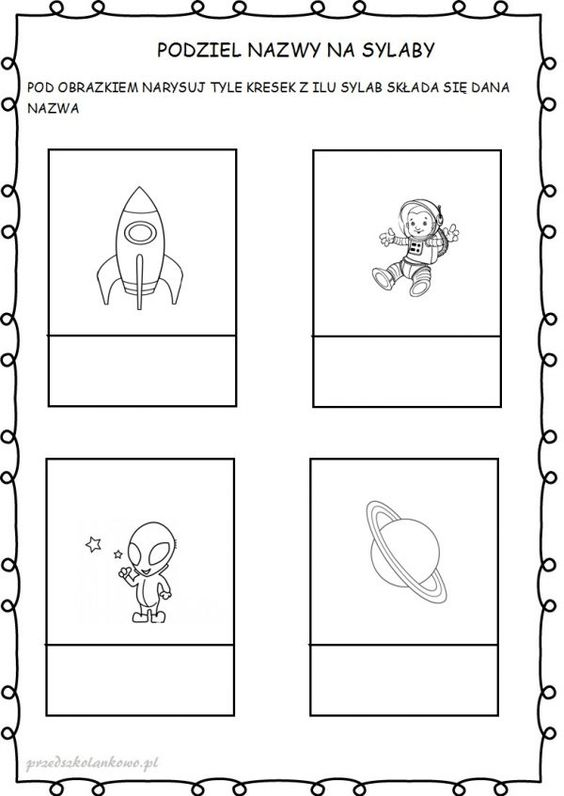 PODZIEL NAZWY NA SYLABY
POD OBRAZKIEM NARYSUJ TYLE KRESEK Z ILU SYLAB SKŁADA SIĘ DANA
NAZWA
przedszkolankowo.pl